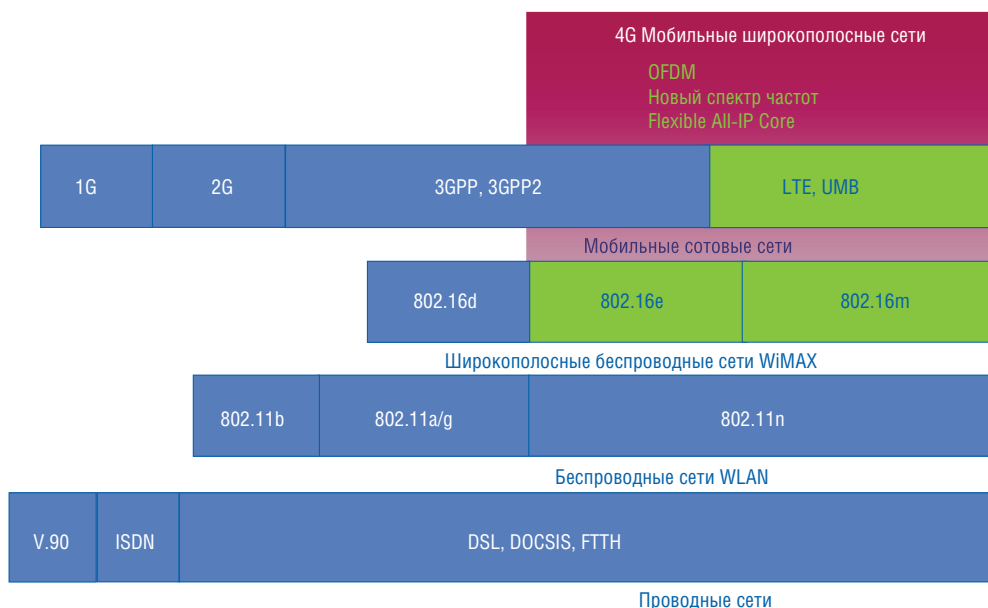 4G Мобильные широкополосные сети
OFDM
Новый спектр частот
Flexible All-IP Core
1G 2G 3GPP, 3GPP2 LTE, UMB
Мобильные сотовые сети
802.16d 802.16e 802.16m
Широкополосные беспроводные сети WiMAX
802.11b 802.11a/g 802.11n
Беспроводные сети WLAN
V.90 ISDN DSL, DOCSIS, FTTH
Проводные сети